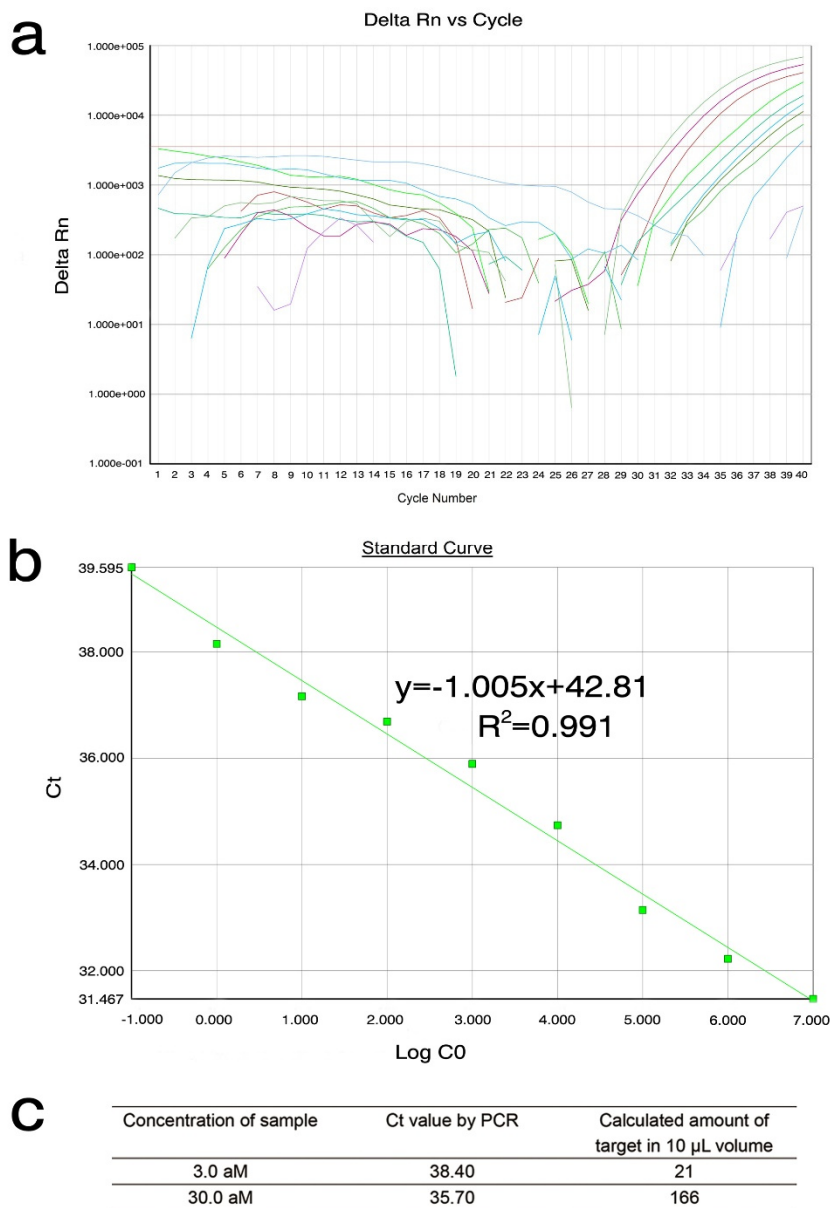 a
Delta Rn vs Cycle
1.000e+005
1.000e+004
1.000e+003
1.000e+002
1.000e+001
1.000e+000
1.000e-001
Delta Rn
1 2 3 4 5 6 7 8 9 10 11 12 13 14 15 16 17 18 19 20 21 22 23 24 25 26 27 28 29 30 31 32 33 34 35 36 37 38 39 40
Cycle Number
b
Standard Curve
39.595
38.000
36.000
34.000
32.000
31.467
Ct
y=-1.005x+42.81
R²=0.991
-1.000 0.000 1.000 2.000 3.000 4.000 5.000 6.000 7.000
Log C0
c
Concentration of sample Ct value by PCR Calculated amount of
target in 10 µL volume
3.0 aM 38.40 21
30.0 aM 35.70 166